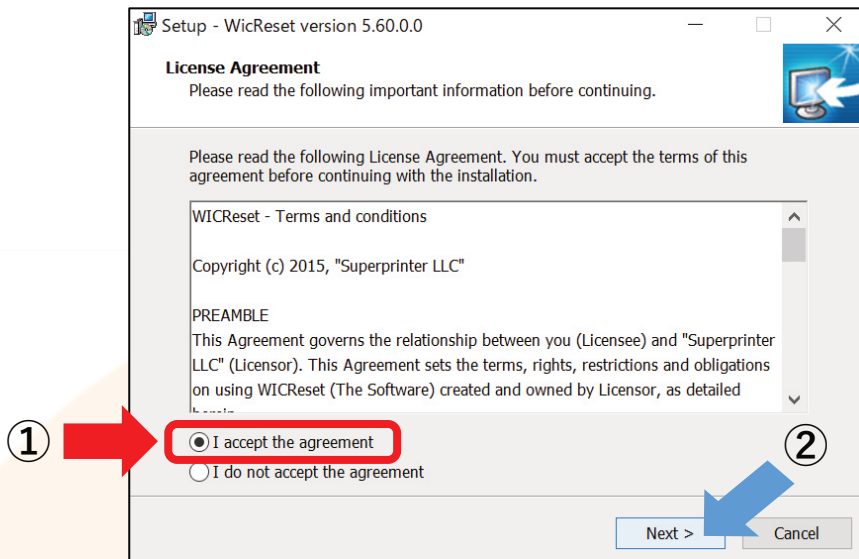 Setup - WicReset version 5.60.0.0
License Agreement
Please read the following important information before continuing.
Please read the following License Agreement. You must accept the terms of this
agreement before continuing with the installation.
WICReset - Terms and conditions
Copyright (c) 2015, "Superprinter LLC"
PREAMBLE
This Agreement governs the relationship between you (Licensee) and "Superprinter
LLC" (Licensor). This Agreement sets the terms, rights, restrictions and obligations
on using WICReset (The Software) created and owned by Licensor, as detailed
①
I accept the agreement
②
I do not accept the agreement
Next >
Cancel